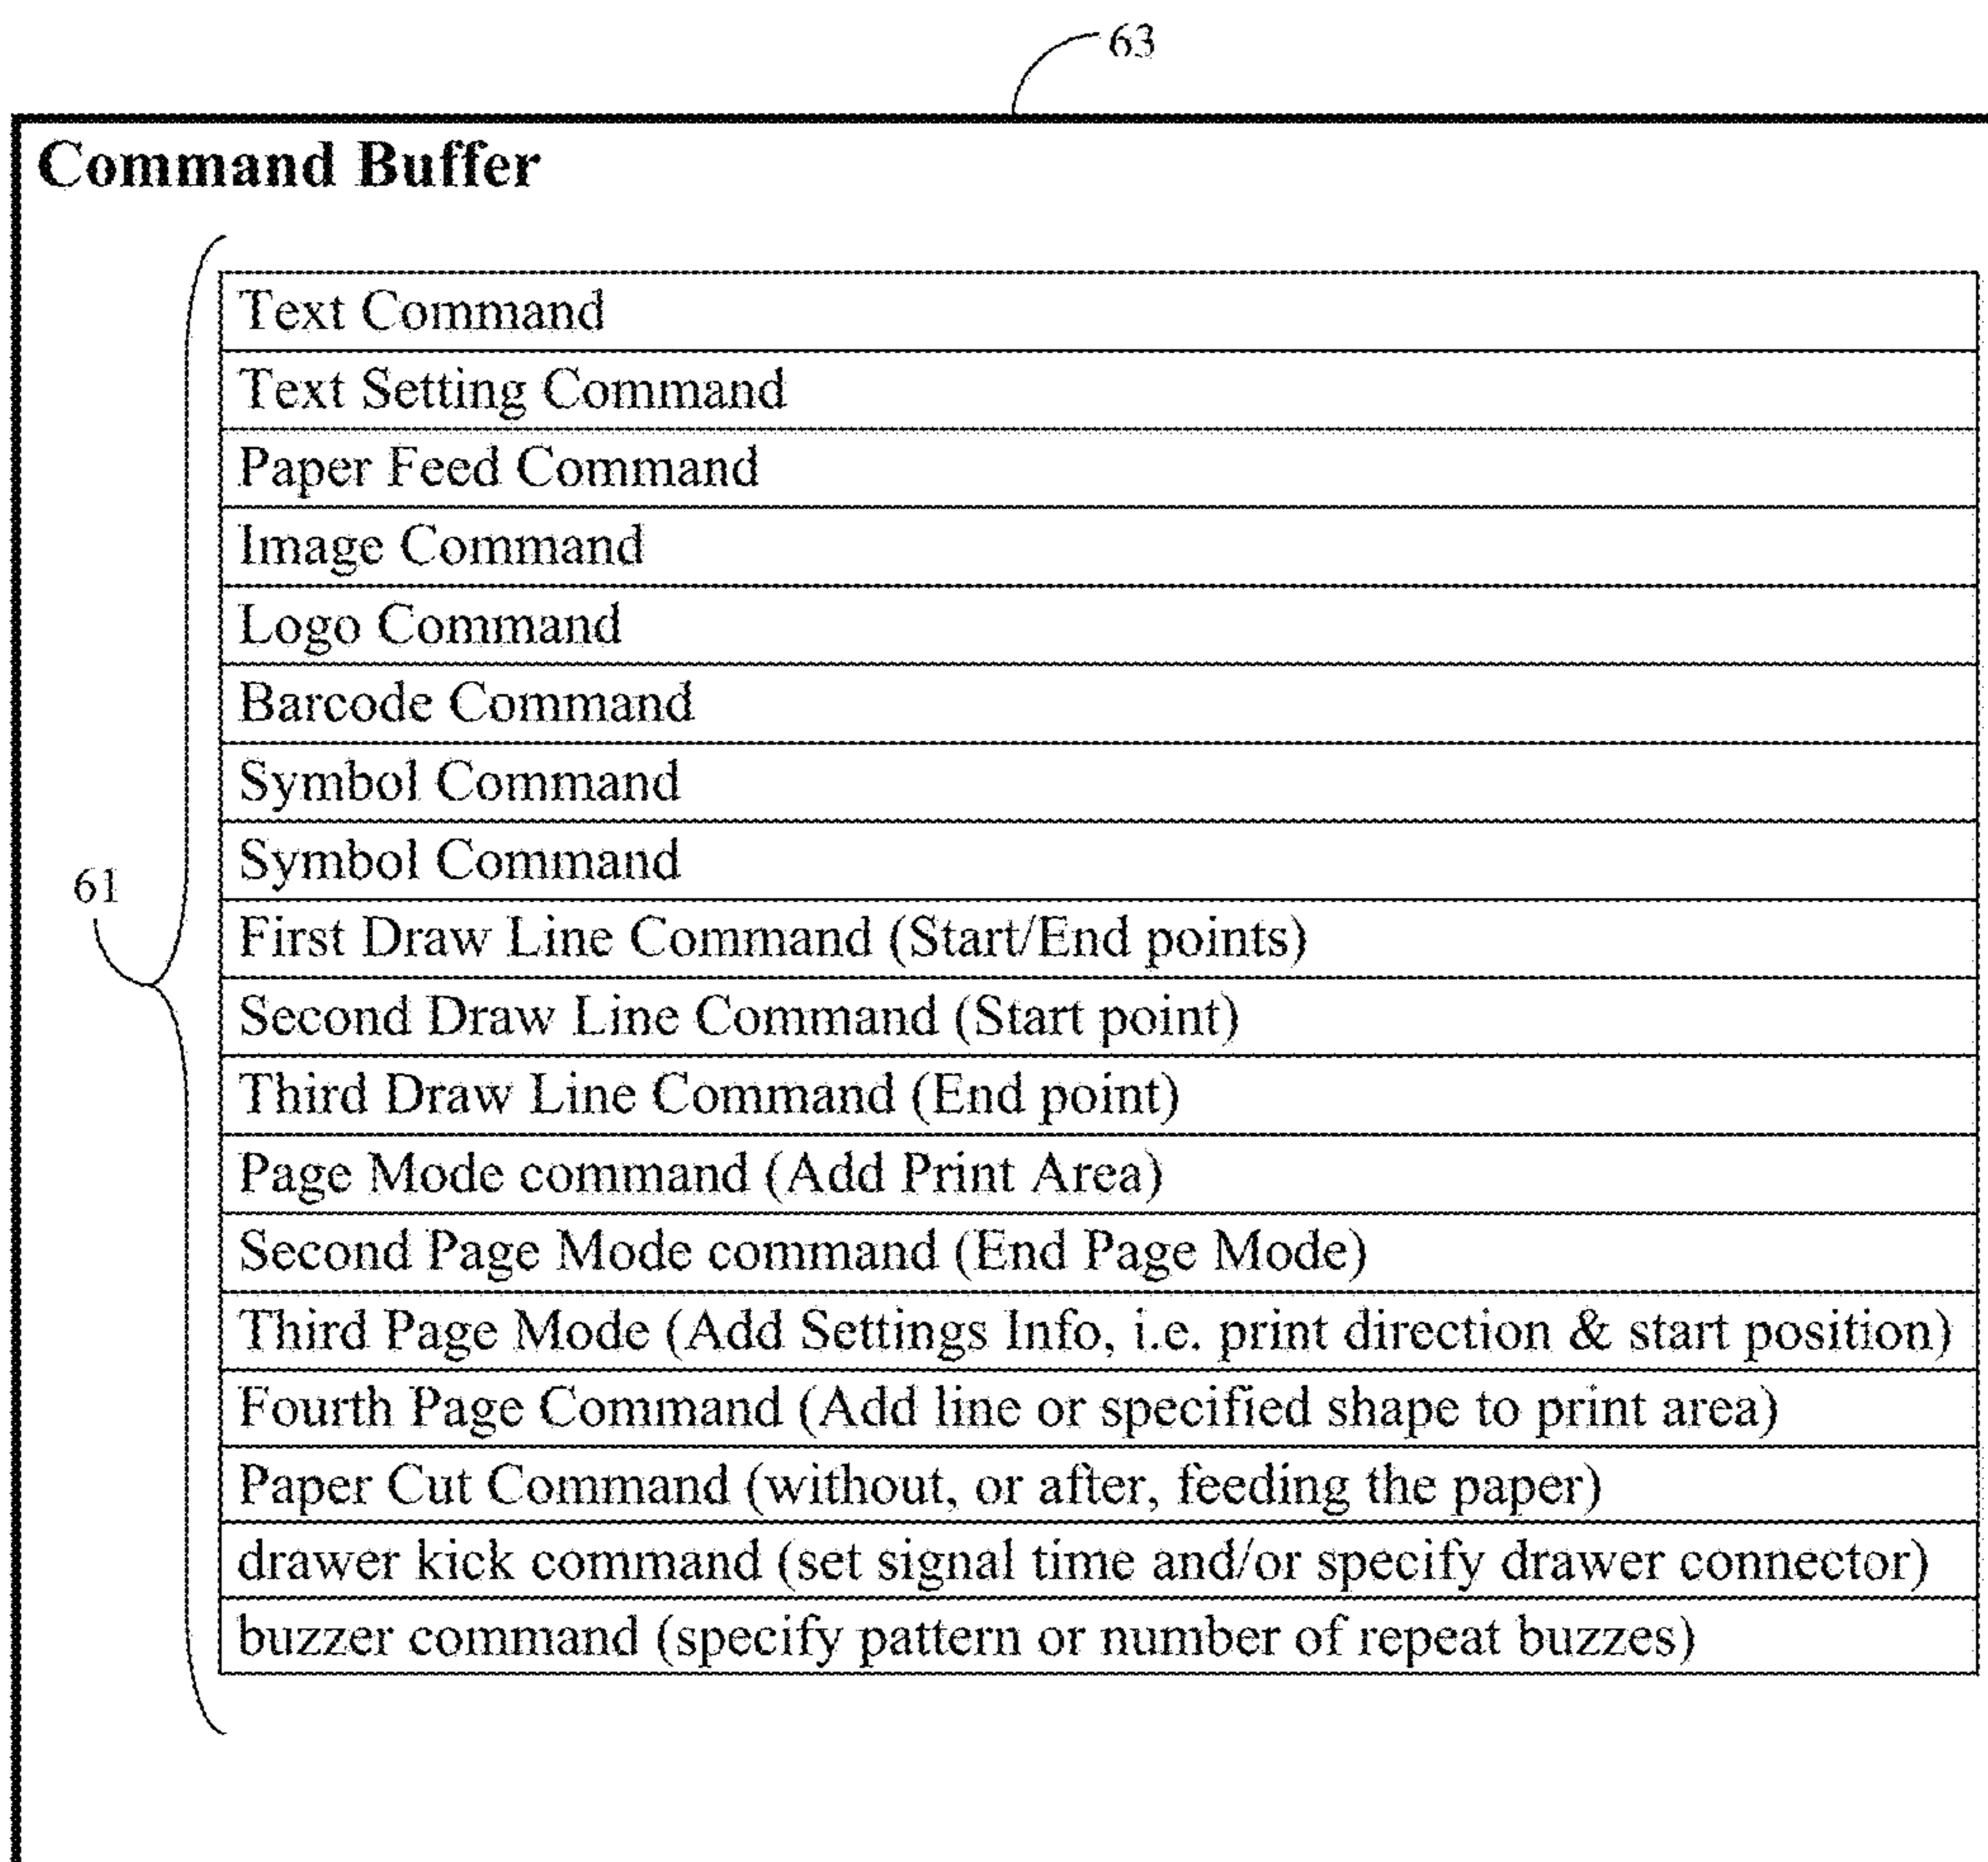 63
Command Buffer
Text Command
Text Setting Command
Paper Feed Command
Image Command
Logo Command
Barcode Command
Symbol Command
Symbol Command
61
First Draw Line Command (Start/End points)
Second Draw Line Command (Start point)
Third Draw Line Command (End point)
Page Mode command (Add Print Area)
Second Page Mode command (End Page Mode)
Third Page Mode (Add Settings Info, i.e. print direction & start position)
Fourth Page Command (Add line or specified shape to print area)
Paper Cut Command (without, or after, feeding the paper)
drawer kick command (set signal time and/or specify drawer connector)
buzzer command (specify pattern or number of repeat buzzes)